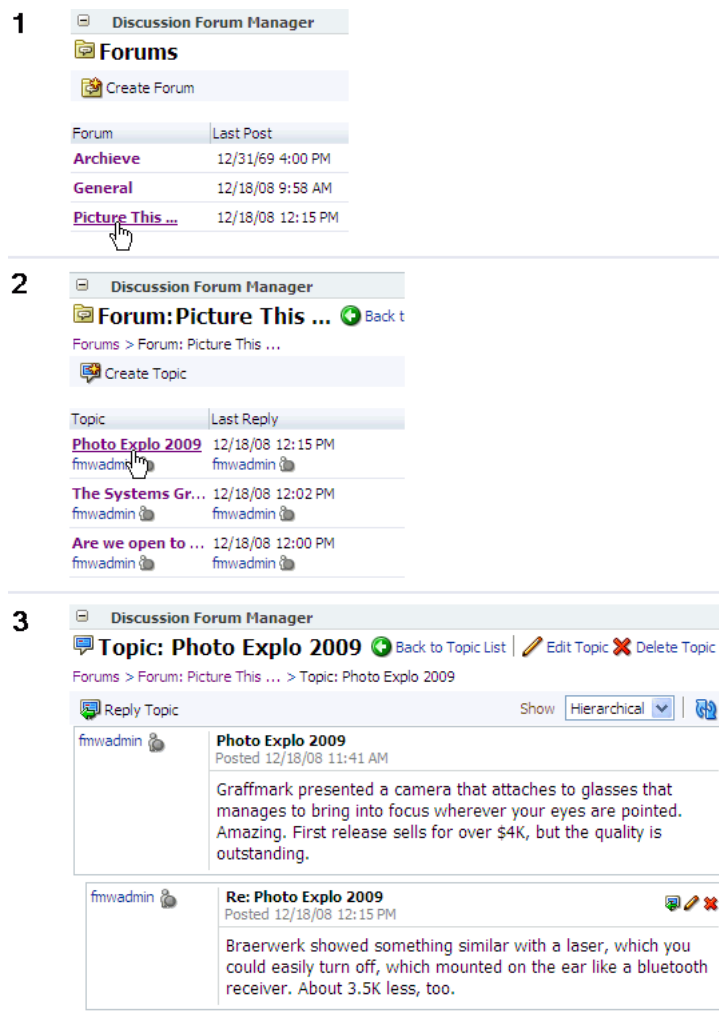 1
Discussion Forum Manager
Forums
Create Forum
Forum Last Post
Archieve 12/31/69 4:00 PM
General 12/18/08 9:58 AM
Picture This ... 12/18/08 12:15 PM
2
Discussion Forum Manager
Forum: Picture This ... Back t
Forums > Forum: Picture This ...
Create Topic
Topic Last Reply
Photo Explo 2009 12/18/08 12:15 PM
fmwadmin fmwadmin
The Systems Gr... 12/18/08 12:02 PM
fmwadmin fmwadmin
Are we open to ... 12/18/08 12:00 PM
fmwadmin fmwadmin
3
Discussion Forum Manager
Topic: Photo Explo 2009 Back to Topic List Edit Topic Delete Topic
Forums > Forum: Picture This ... > Topic: Photo Explo 2009
Reply Topic Show Hierarchical
fmwadmin Photo Explo 2009
Posted 12/18/08 11:41 AM
Graffmark presented a camera that attaches to glasses that
manages to bring into focus wherever your eyes are pointed.
Amazing. First release sells for over $4K, but the quality is
outstanding.
fmwadmin Re: Photo Explo 2009
Posted 12/18/08 12:15 PM
Braerwerk showed something similar with a laser, which you
could easily turn off, which mounted on the ear like a bluetooth
receiver. About 3.5K less, too.